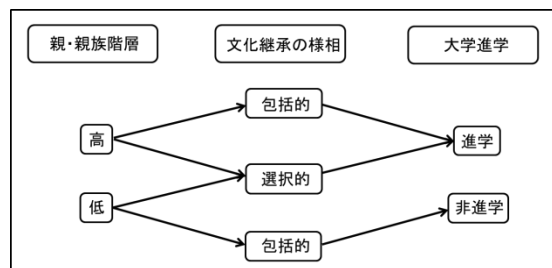 親・親族階層 文化継承の様相 大学進学
包括的
高 進学
選択的
低 非進学
包括的